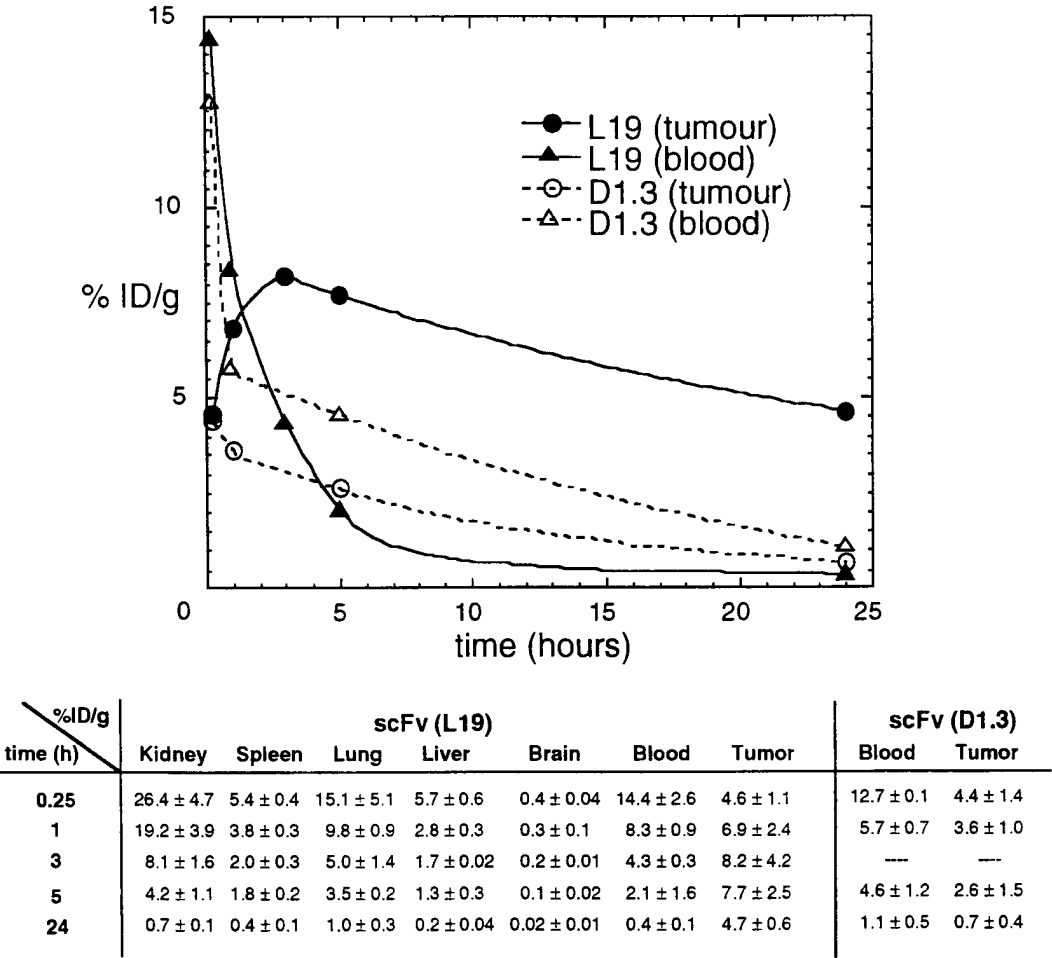 15
10
5
% ID/g
L19 (tumour)
L19 (blood)
D1.3 (tumour)
D1.3 (blood)
0 5 10 15 20 25
time (hours)
%ID/g scFv (L19) scFv (D1.3)
time (h) Kidney Spleen Lung Liver Brain Blood Tumor Blood Tumor
0.25 26.4 ± 4.7 5.4 ± 0.4 15.1 ± 5.1 5.7 ± 0.6 0.4 ± 0.04 14.4 ± 2.6 4.6 ± 1.1 12.7 ± 0.1 4.4 ± 1.4
1 19.2 ± 3.9 3.8 ± 0.3 9.8 ± 0.9 2.8 ± 0.3 0.3 ± 0.1 8.3 ± 0.9 6.9 ± 2.4 5.7 ± 0.7 3.6 ± 1.0
3 8.1 ± 1.6 2.0 ± 0.3 5.0 ± 1.4 1.7 ± 0.02 0.2 ± 0.01 4.3 ± 0.3 8.2 ± 4.2 ---- ----
5 4.2 ± 1.1 1.8 ± 0.2 3.5 ± 0.2 1.3 ± 0.3 0.1 ± 0.02 2.1 ± 1.6 7.7 ± 2.5 4.6 ± 1.2 2.6 ± 1.5
24 0.7 ± 0.1 0.4 ± 0.1 1.0 ± 0.3 0.2 ± 0.04 0.02 ± 0.01 0.4 ± 0.1 4.7 ± 0.6 1.1 ± 0.5 0.7 ± 0.4